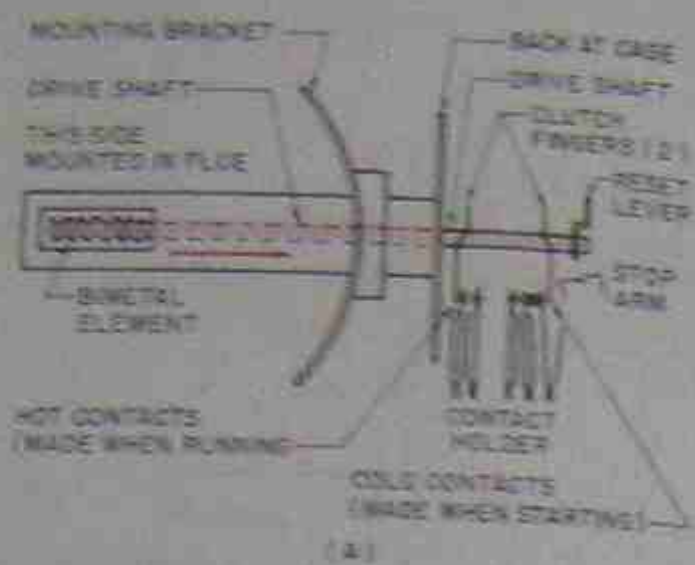 MOUNTING BRACKET
DRIVE SHAFT
THIS SIDE
MOUNTED IN FLUE
BIMETAL
ELEMENT
HOT CONTACTS
(MADE WHEN RUNNING
BACK OF CASE
DRIVE SHAFT
CLUTCH
FINGERS (2)
RESET
LEVER
STOP
ARM
CONTACT
HOLDER
COLD CONTACTS
(MADE WHEN STARTING)
(A)